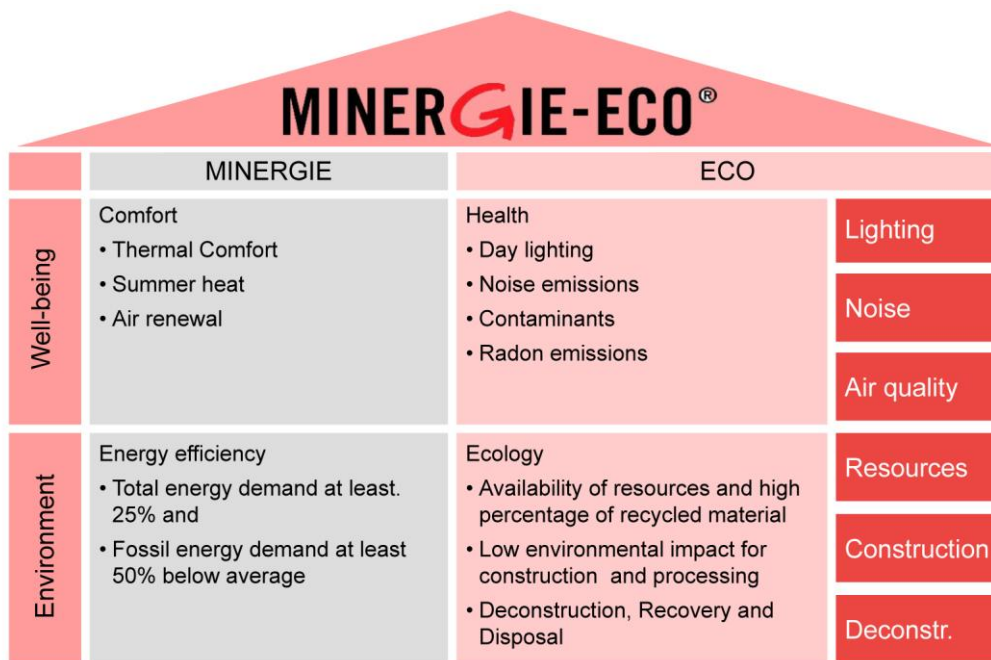 MINERGIE-ECO®
MINERGIE
ECO
Well-being
Comfort
• Thermal Comfort
• Summer heat
• Air renewal
Health
• Day lighting
• Noise emissions
• Contaminants
• Radon emissions
Lighting
Noise
Air quality
Environment
Energy efficiency
• Total energy demand at least.
25% and
• Fossil energy demand at least
50% below average
Ecology
• Availability of resources and high
percentage of recycled material
• Low environmental impact for
construction and processing
• Deconstruction, Recovery and
Disposal
Resources
Construction
Deconstr.